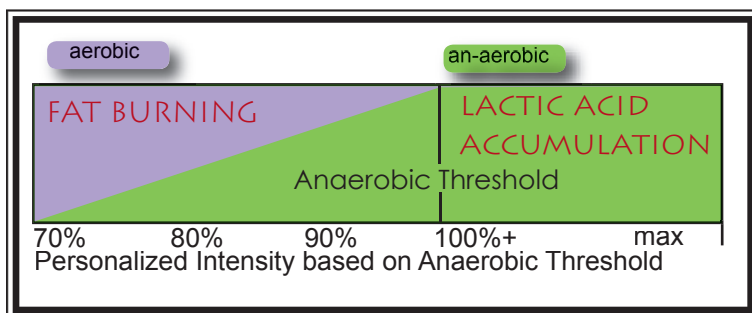 aerobic
an-aerobic
FAT BURNING
LACTIC ACID
ACCUMULATION
Anaerobic Threshold
70% 80% 90% 100%+ max
Personalized Intensity based on Anaerobic Threshold